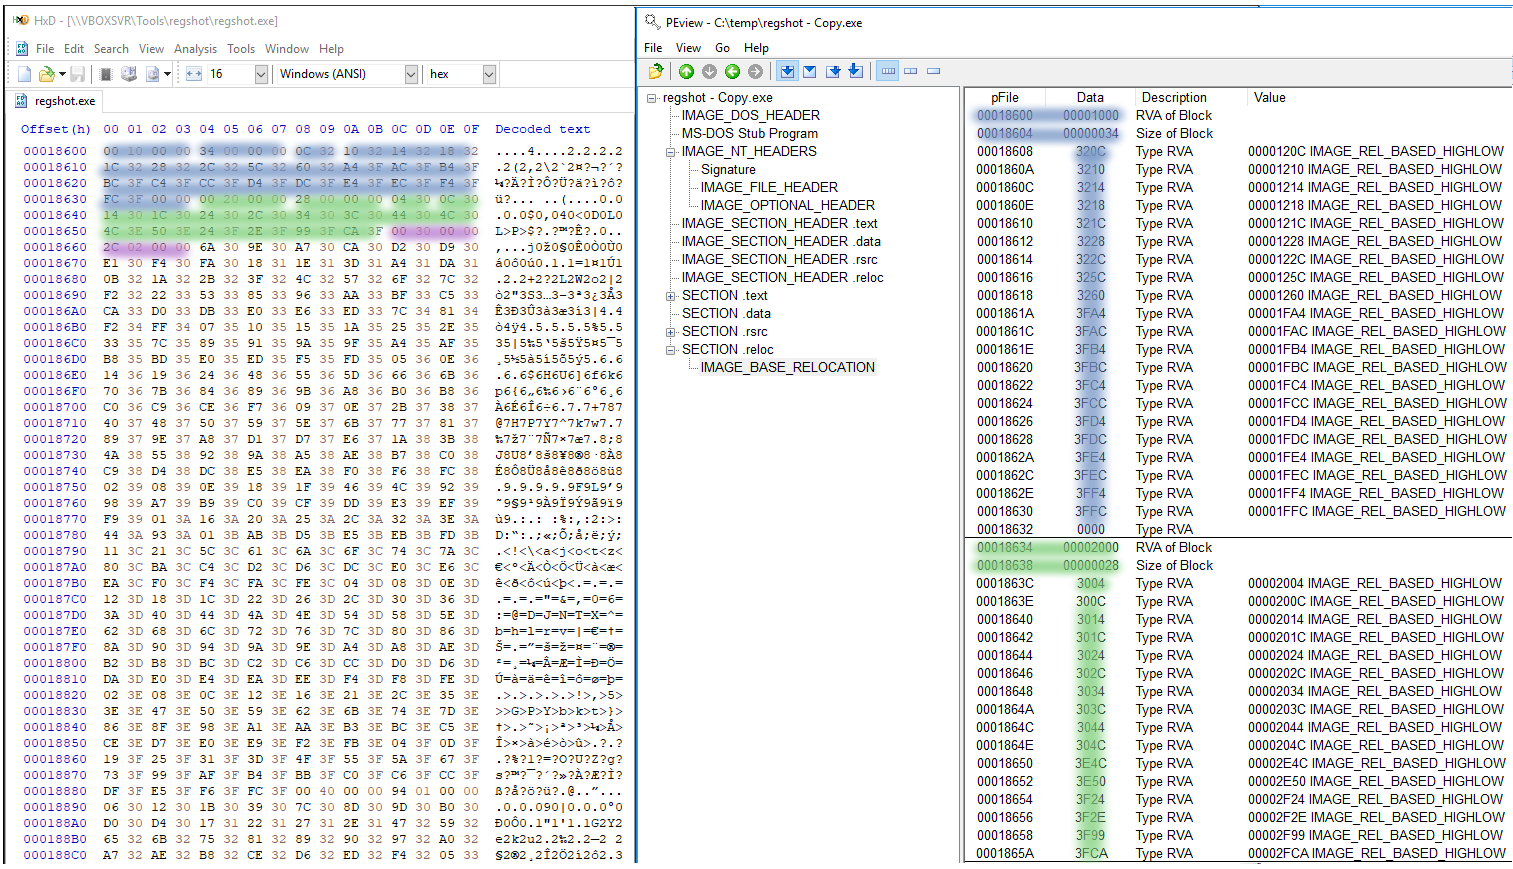 HxD - [\\VBOXSVR\Tools\regshot\regshot.exe]
File Edit Search View Analysis Tools Window Help
16 Windows (ANSI) hex
regshot.exe
Offset(h) 00 01 02 03 04 05 06 07 08 09 0A 0B 0C 0D 0E 0F Decoded text
00018600 00 10 00 00 34 00 00 00 0C 32 10 32 14 32 18 32 ....4....2.2.2.2
00018610 1C 32 28 32 2C 32 5C 32 60 32 A4 3F AC 3F B4 3F .2(2,2\2`2¤?¬?´?
00018620 BC 3F C4 3F CC 3F D4 3F DC 3F E4 3F EC 3F F4 3F ¼?Ä?Ì?Ô?Ü?ä?ì?ô?
00018630 FC 3F 00 00 00 20 00 00 28 00 00 00 04 30 0C 30 ü?... ..(....0.0
00018640 14 30 1C 30 24 30 2C 30 34 30 3C 30 44 30 4C 30 .0.0$0,040<0D0L0
00018650 4C 3E 50 3E 24 3F 2E 3F 99 3F CA 3F 00 30 00 00 L>P>$?.?™?Ê?.0..
00018660 2C 02 00 00 6A 30 9E 30 A7 30 CA 30 D2 30 D9 30 ,...j0ž0§0Ê0Ò0Ù0
00018670 E1 30 F4 30 FA 30 18 31 1E 31 3D 31 A4 31 DA 31 á0ô0ú0.1.1=1¤1Ú1
00018680 0B 32 1A 32 2B 32 3F 32 4C 32 57 32 6F 32 7C 32 .2.2+2?2L2W2o2|2
00018690 F2 32 22 33 53 33 85 33 96 33 AA 33 BF 33 C5 33 ò2"3S3…3–3ª3¿3Å3
000186A0 CA 33 D0 33 DB 33 E0 33 E6 33 ED 33 7C 34 81 34 Ê3Ð3Û3à3æ3í3|4.4
000186B0 F2 34 FF 34 07 35 10 35 15 35 1A 35 25 35 2E 35 ò4ÿ4.5.5.5.5%5.5
000186C0 33 35 7C 35 89 35 91 35 9A 35 9F 35 A4 35 AF 35 35|5‰5‘5š5Ÿ5¤5¯5
000186D0 B8 35 BD 35 E0 35 ED 35 F5 35 FD 35 05 36 0E 36 ¸5½5à5í5õ5ý5.6.6
000186E0 14 36 19 36 24 36 48 36 55 36 5D 36 66 36 6B 36 .6.6$6H6U6]6f6k6
000186F0 70 36 7B 36 84 36 89 36 9B 36 A8 36 B0 36 B8 36 p6{6„6‰6›6¨6°6¸6
00018700 C0 36 C9 36 CE 36 F7 36 09 37 0E 37 2B 37 38 37 À6É6Î6÷6.7.7+787
00018710 40 37 48 37 50 37 59 37 5E 37 6B 37 77 37 81 37 @7H7P7Y7^7k7w7.7
00018720 89 37 9E 37 A8 37 D1 37 D7 37 E6 37 1A 38 3B 38 ‰7ž7¨7Ñ7×7æ7.8;8
00018730 4A 38 55 38 92 38 9A 38 A5 38 AE 38 B7 38 C0 38 J8U8’8š8¥8®8·8À8
00018740 C9 38 D4 38 DC 38 E5 38 EA 38 F0 38 F6 38 FC 38 É8Ô8Ü8å8ê8ð8ö8ü8
00018750 02 39 08 39 0E 39 18 39 1F 39 46 39 4C 39 92 39 .9.9.9.9.9F9L9’9
00018760 98 39 A7 39 B9 39 C0 39 CF 39 DD 39 E3 39 EF 39 ˜9§9¹9À9Ï9Ý9ã9ï9
00018770 F9 39 01 3A 16 3A 20 3A 25 3A 2C 3A 32 3A 3E 3A ù9.:.: :%:,:2:>:
00018780 44 3A 93 3A 01 3B AB 3B D5 3B E5 3B EB 3B FD 3B D:“:.;«;Õ;å;ë;ý;
00018790 11 3C 21 3C 5C 3C 61 3C 6A 3C 6F 3C 74 3C 7A 3C .<!<\<a<j<o<t<z<
000187A0 80 3C BA 3C C4 3C D2 3C D6 3C DC 3C E0 3C E6 3C €<º<Ä<Ò<Ö<Ü<à<æ<
000187B0 EA 3C F0 3C F4 3C FA 3C FE 3C 04 3D 08 3D 0E 3D ê<ð<ô<ú<þ<.=.=.=
000187C0 12 3D 18 3D 1C 3D 22 3D 26 3D 2C 3D 30 3D 36 3D .=.=.="=&=,=0=6=
000187D0 3A 3D 40 3D 44 3D 4A 3D 4E 3D 54 3D 58 3D 5E 3D :=@=D=J=N=T=X=^=
000187E0 62 3D 68 3D 6C 3D 72 3D 76 3D 7C 3D 80 3D 86 3D b=h=l=r=v=|=€=†=
000187F0 8A 3D 90 3D 94 3D 9A 3D 9E 3D A4 3D A8 3D AE 3D Š=.=”=š=ž=¤=¨=®=
00018800 B2 3D B8 3D BC 3D C2 3D C6 3D CC 3D D0 3D D6 3D ²=¸=¼=Â=Æ=Ì=Ð=Ö=
00018810 DA 3D E0 3D E4 3D EA 3D EE 3D F4 3D F8 3D FE 3D Ú=à=ä=ê=î=ô=ø=þ=
00018820 02 3E 08 3E 0C 3E 12 3E 16 3E 21 3E 2C 3E 35 3E .>.>.>.>.>!>,>5>
00018830 3E 3E 47 3E 50 3E 59 3E 62 3E 6B 3E 74 3E 7D 3E >>G>P>Y>b>k>t>}>
00018840 86 3E 8F 3E 98 3E A1 3E AA 3E B3 3E BC 3E C5 3E †>.>˜>¡>ª>³>¼>Å>
00018850 CE 3E D7 3E E0 3E E9 3E F2 3E FB 3E 04 3F 0D 3F Î>×>à>é>ò>û>.?.?
00018860 19 3F 25 3F 31 3F 3D 3F 4F 3F 55 3F 5A 3F 67 3F .?%?1?=?O?U?Z?g?
00018870 73 3F 99 3F AF 3F B4 3F BB 3F C0 3F C6 3F CC 3F s?™?¯?´?»?À?Æ?Ì?
00018880 DF 3F E5 3F F6 3F FC 3F 00 40 00 00 94 01 00 00 ß?å?ö?ü?.@..”...
00018890 06 30 12 30 1B 30 39 30 7C 30 8D 30 9D 30 B0 30 .0.0.090|0.0.0°0
000188A0 D0 30 D4 30 17 31 22 31 27 31 2E 31 47 32 59 32 Ð0Ô0.1"1'1.1G2Y2
000188B0 65 32 6B 32 75 32 81 32 89 32 90 32 97 32 A0 32 e2k2u2.2‰2.2—2 2
000188C0 A7 32 AE 32 B8 32 CE 32 D6 32 ED 32 F4 32 05 33 §2®2¸2Î2Ö2í2ô2.3
PEview - C:\temp\regshot - Copy.exe
File View Go Help
regshot - Copy.exe
IMAGE_DOS_HEADER
MS-DOS Stub Program
IMAGE_NT_HEADERS
Signature
IMAGE_FILE_HEADER
IMAGE_OPTIONAL_HEADER
IMAGE_SECTION_HEADER .text
IMAGE_SECTION_HEADER .data
IMAGE_SECTION_HEADER .rsrc
IMAGE_SECTION_HEADER .reloc
SECTION .text
SECTION .data
SECTION .rsrc
SECTION .reloc
IMAGE_BASE_RELOCATION
pFile Data Description Value
00018600 00001000 RVA of Block
00018604 00000034 Size of Block
00018608 320C Type RVA 0000120C IMAGE_REL_BASED_HIGHLOW
0001860A 3210 Type RVA 00001210 IMAGE_REL_BASED_HIGHLOW
0001860C 3214 Type RVA 00001214 IMAGE_REL_BASED_HIGHLOW
0001860E 3218 Type RVA 00001218 IMAGE_REL_BASED_HIGHLOW
00018610 321C Type RVA 0000121C IMAGE_REL_BASED_HIGHLOW
00018612 3228 Type RVA 00001228 IMAGE_REL_BASED_HIGHLOW
00018614 322C Type RVA 0000122C IMAGE_REL_BASED_HIGHLOW
00018616 325C Type RVA 0000125C IMAGE_REL_BASED_HIGHLOW
00018618 3260 Type RVA 00001260 IMAGE_REL_BASED_HIGHLOW
0001861A 3FA4 Type RVA 00001FA4 IMAGE_REL_BASED_HIGHLOW
0001861C 3FAC Type RVA 00001FAC IMAGE_REL_BASED_HIGHLOW
0001861E 3FB4 Type RVA 00001FB4 IMAGE_REL_BASED_HIGHLOW
00018620 3FBC Type RVA 00001FBC IMAGE_REL_BASED_HIGHLOW
00018622 3FC4 Type RVA 00001FC4 IMAGE_REL_BASED_HIGHLOW
00018624 3FCC Type RVA 00001FCC IMAGE_REL_BASED_HIGHLOW
00018626 3FD4 Type RVA 00001FD4 IMAGE_REL_BASED_HIGHLOW
00018628 3FDC Type RVA 00001FDC IMAGE_REL_BASED_HIGHLOW
0001862A 3FE4 Type RVA 00001FE4 IMAGE_REL_BASED_HIGHLOW
0001862C 3FEC Type RVA 00001FEC IMAGE_REL_BASED_HIGHLOW
0001862E 3FF4 Type RVA 00001FF4 IMAGE_REL_BASED_HIGHLOW
00018630 3FFC Type RVA 00001FFC IMAGE_REL_BASED_HIGHLOW
00018632 0000 Type RVA
00018634 00002000 RVA of Block
00018638 00000028 Size of Block
0001863C 3004 Type RVA 00002004 IMAGE_REL_BASED_HIGHLOW
0001863E 300C Type RVA 0000200C IMAGE_REL_BASED_HIGHLOW
00018640 3014 Type RVA 00002014 IMAGE_REL_BASED_HIGHLOW
00018642 301C Type RVA 0000201C IMAGE_REL_BASED_HIGHLOW
00018644 3024 Type RVA 00002024 IMAGE_REL_BASED_HIGHLOW
00018646 302C Type RVA 0000202C IMAGE_REL_BASED_HIGHLOW
00018648 3034 Type RVA 00002034 IMAGE_REL_BASED_HIGHLOW
0001864A 303C Type RVA 0000203C IMAGE_REL_BASED_HIGHLOW
0001864C 3044 Type RVA 00002044 IMAGE_REL_BASED_HIGHLOW
0001864E 304C Type RVA 0000204C IMAGE_REL_BASED_HIGHLOW
00018650 3E4C Type RVA 00002E4C IMAGE_REL_BASED_HIGHLOW
00018652 3E50 Type RVA 00002E50 IMAGE_REL_BASED_HIGHLOW
00018654 3F24 Type RVA 00002F24 IMAGE_REL_BASED_HIGHLOW
00018656 3F2E Type RVA 00002F2E IMAGE_REL_BASED_HIGHLOW
00018658 3F99 Type RVA 00002F99 IMAGE_REL_BASED_HIGHLOW
0001865A 3FCA Type RVA 00002FCA IMAGE_REL_BASED_HIGHLOW